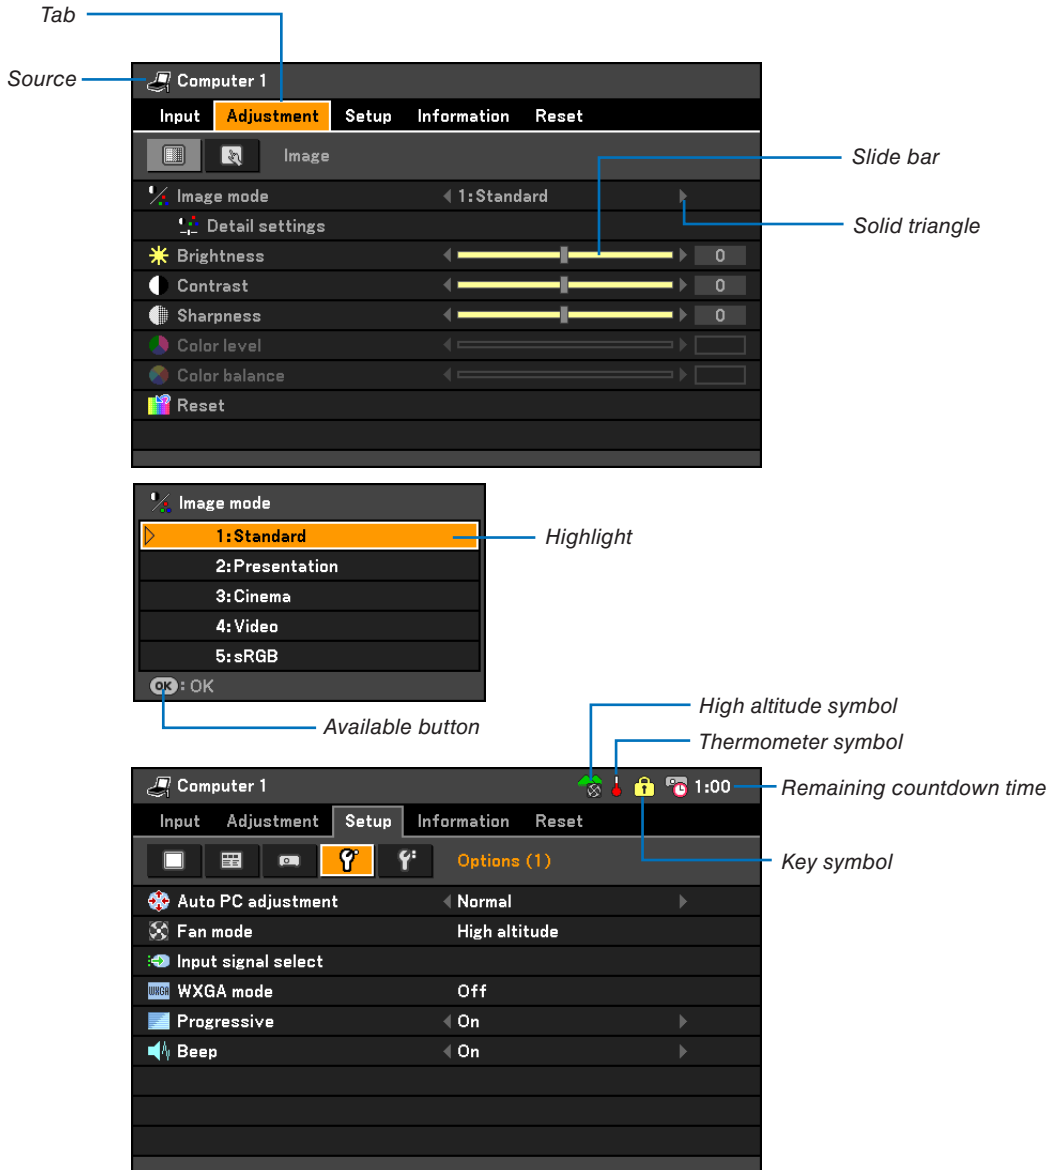 Tab
Source
Computer 1
Input Adjustment Setup Information Reset
Image
Slide bar
Image mode 1:Standard
Solid triangle
Detail settings
Brightness 0
Contrast 0
Sharpness 0
Color level
Color balance
Reset
Image mode
1:Standard
Highlight
2:Presentation
3:Cinema
4:Video
5:sRGB
OK : OK
Available button
High altitude symbol
Thermometer symbol
Computer 1 1:00
Remaining countdown time
Input Adjustment Setup Information Reset
Options (1)
Key symbol
Auto PC adjustment Normal
Fan mode High altitude
Input signal select
WXGA WXGA mode Off
Progressive On
Beep On